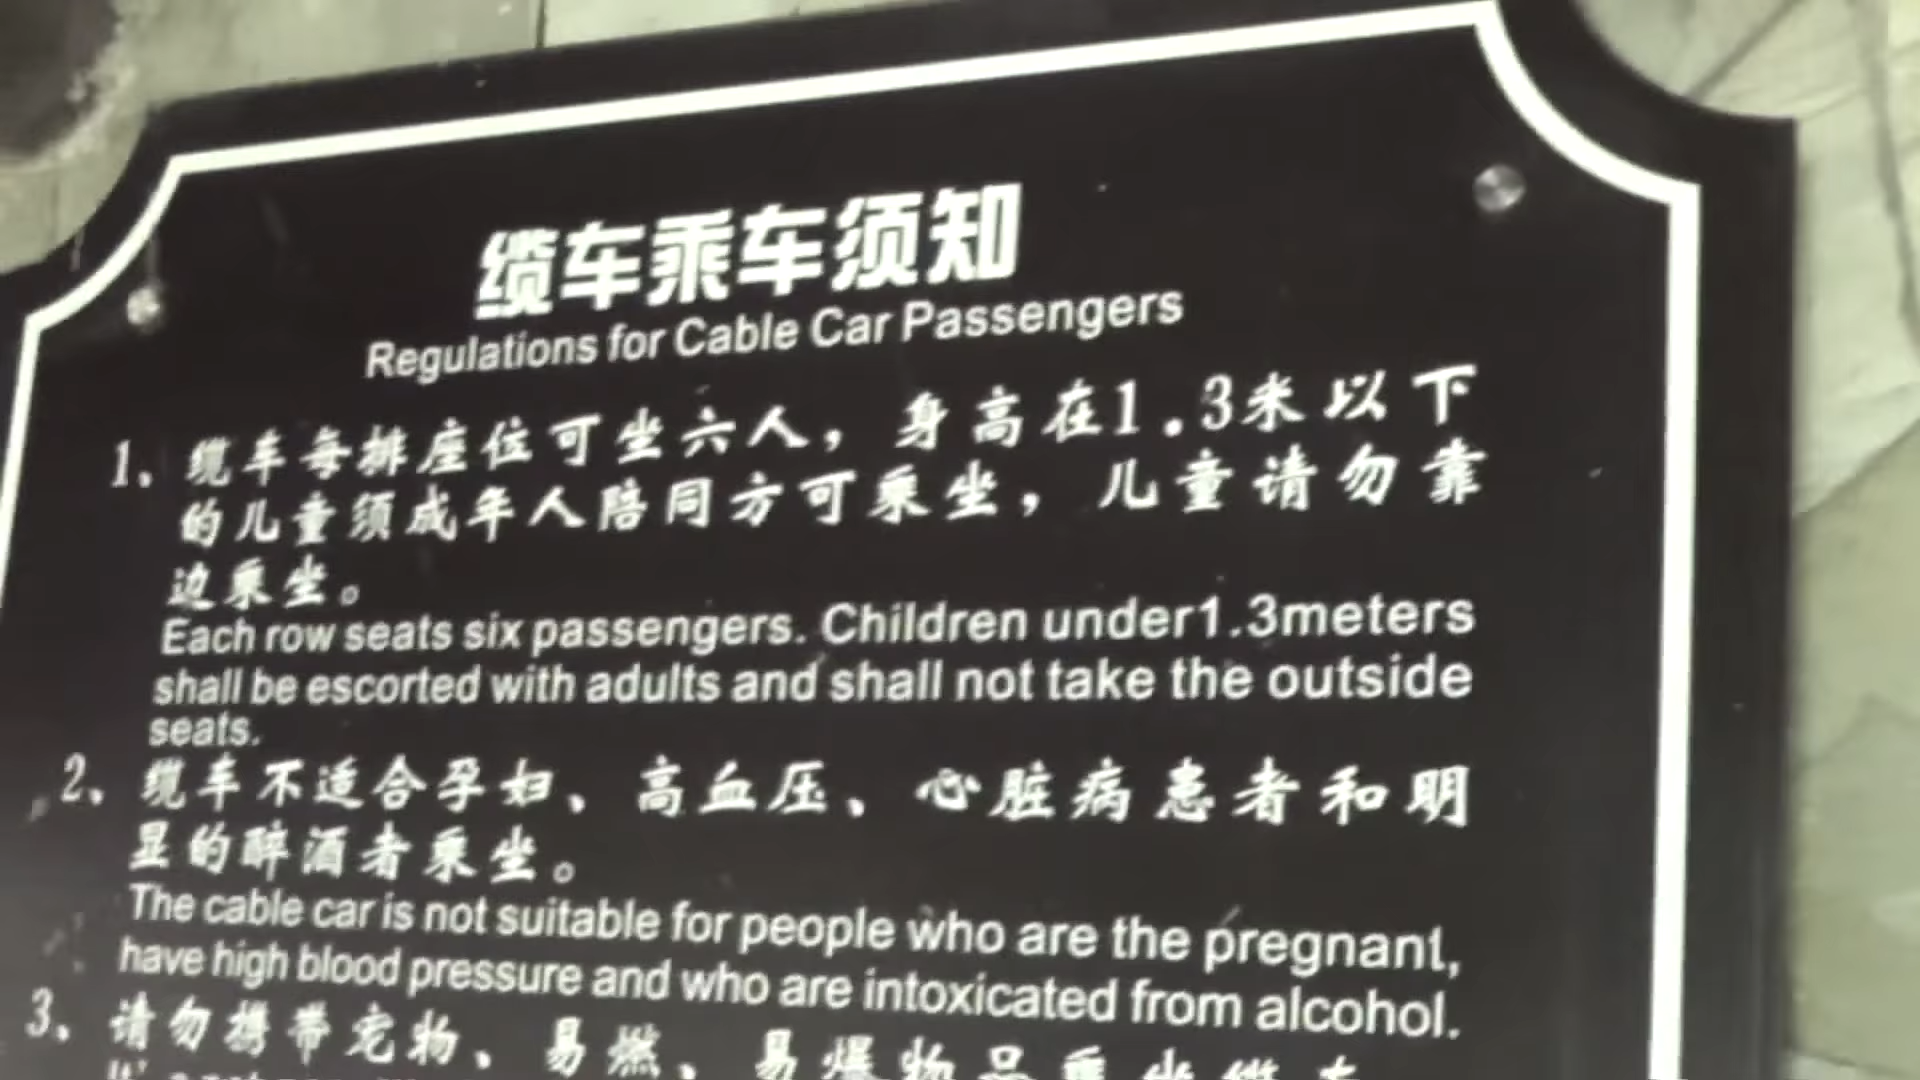 缆车乘车须知
Regulations for Cable Car Passengers
1、缆车每排座位可坐六人，身高在1.3米以下
的儿童须成年人陪同方可乘坐，儿童请勿靠
边乘坐。
Each row seats six passengers. Children under1.3meters
shall be escorted with adults and shall not take the outside
seats.
2、缆车不适合孕妇、高血压、心脏病患者和明
显的醉酒者乘坐。
The cable car is not suitable for people who are the pregnant,
have high blood pressure and who are intoxicated from alcohol.
3、请勿携带宠物、易燃、易爆物品乘坐缆车